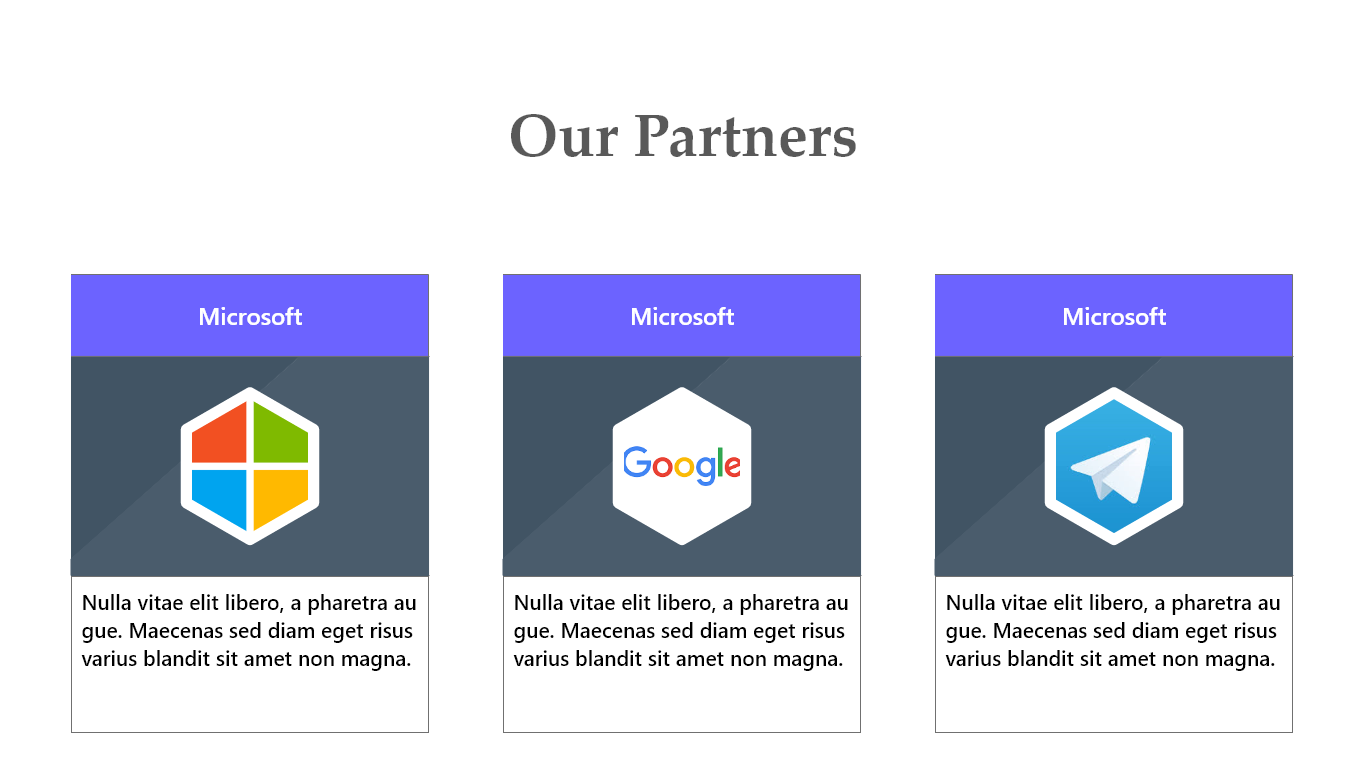 Our Partners
Microsoft
Nulla vitae elit libero, a pharetra au
gue. Maecenas sed diam eget risus
varius blandit sit amet non magna.
Microsoft
Google
Nulla vitae elit libero, a pharetra au
gue. Maecenas sed diam eget risus
varius blandit sit amet non magna.
Microsoft
Nulla vitae elit libero, a pharetra au
gue. Maecenas sed diam eget risus
varius blandit sit amet non magna.